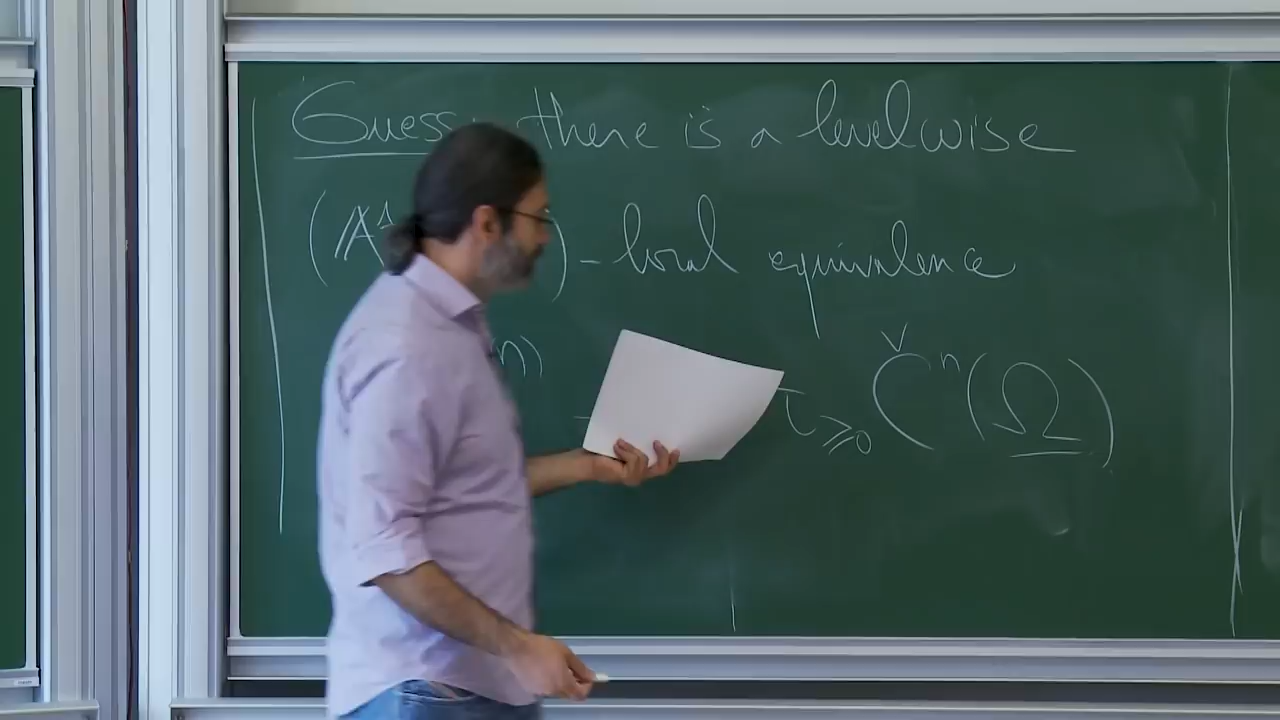 Guess: there is a levelwise
(A¹ )-local equivalence
n) τ≥0 Č^n(Ω)